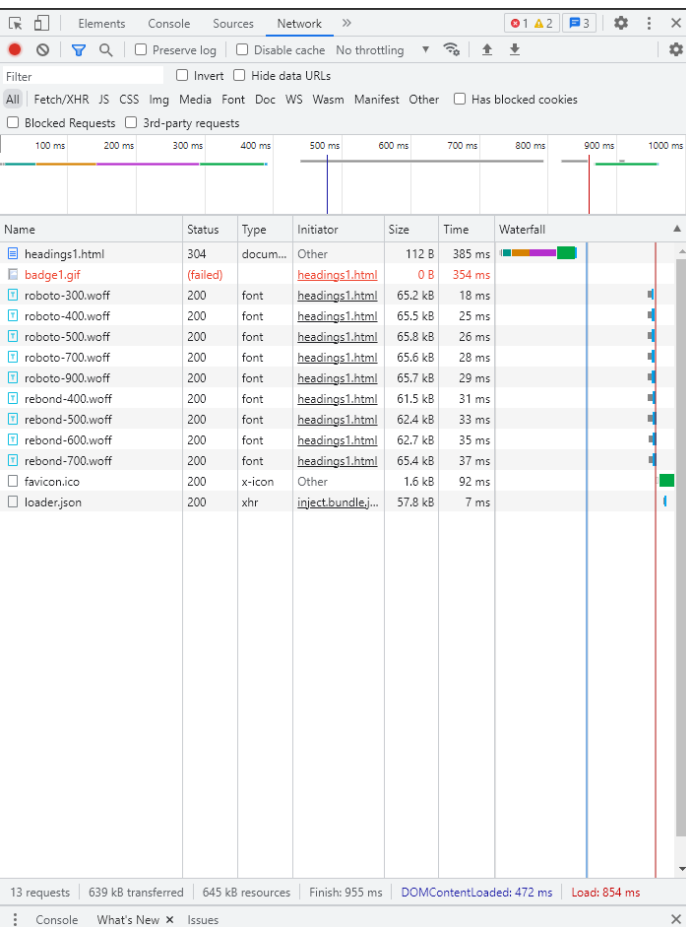 Elements Console Sources Network »
1 2 3
Preserve log Disable cache No throttling
Filter Invert Hide data URLs
All Fetch/XHR JS CSS Img Media Font Doc WS Wasm Manifest Other Has blocked cookies
Blocked Requests 3rd-party requests
100 ms 200 ms 300 ms 400 ms 500 ms 600 ms 700 ms 800 ms 900 ms 1000 ms
Name Status Type Initiator Size Time Waterfall
headings1.html 304 docum... Other 112 B 385 ms
badge1.gif (failed) headings1.html 0 B 354 ms
roboto-300.woff 200 font headings1.html 65.2 kB 18 ms
roboto-400.woff 200 font headings1.html 65.5 kB 25 ms
roboto-500.woff 200 font headings1.html 65.8 kB 26 ms
roboto-700.woff 200 font headings1.html 65.6 kB 28 ms
roboto-900.woff 200 font headings1.html 65.7 kB 29 ms
rebond-400.woff 200 font headings1.html 61.5 kB 31 ms
rebond-500.woff 200 font headings1.html 62.4 kB 33 ms
rebond-600.woff 200 font headings1.html 62.7 kB 35 ms
rebond-700.woff 200 font headings1.html 65.4 kB 37 ms
favicon.ico 200 x-icon Other 1.6 kB 92 ms
loader.json 200 xhr inject.bundle.j... 57.8 kB 7 ms
13 requests 639 kB transferred 645 kB resources Finish: 955 ms DOMContentLoaded: 472 ms Load: 854 ms
Console What's New × Issues